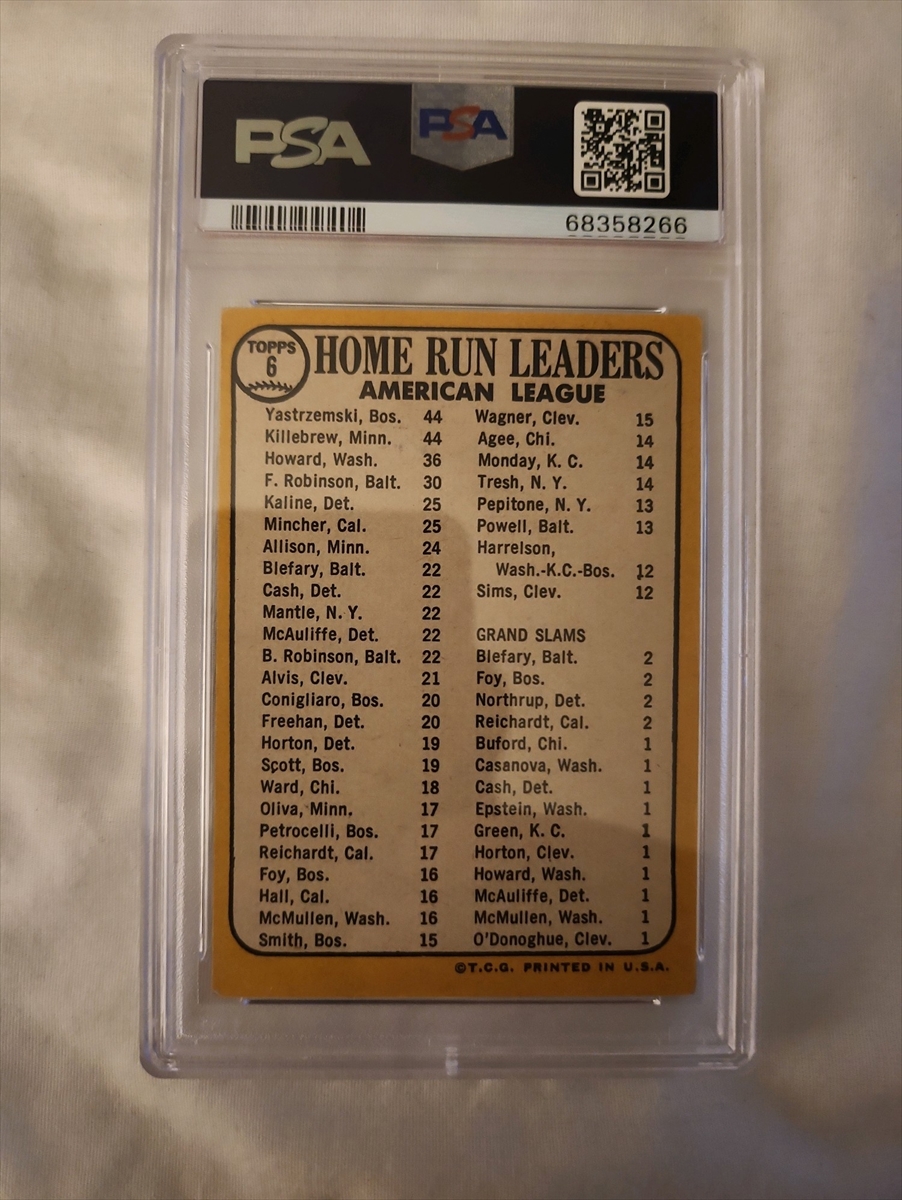 PSA
PSA
68358266
TOPPS
6
HOME RUN LEADERS
AMERICAN LEAGUE
Yastrzemski, Bos. 44
Killebrew, Minn. 44
Howard, Wash. 36
F. Robinson, Balt. 30
Kaline, Det. 25
Mincher, Cal. 25
Allison, Minn. 24
Blefary, Balt. 22
Cash, Det. 22
Mantle, N. Y. 22
McAuliffe, Det. 22
B. Robinson, Balt. 22
Alvis, Clev. 21
Conigliaro, Bos. 20
Freehan, Det. 20
Horton, Det. 19
Scott, Bos. 19
Ward, Chi. 18
Oliva, Minn. 17
Petrocelli, Bos. 17
Reichardt, Cal. 17
Foy, Bos. 16
Hall, Cal. 16
McMullen, Wash. 16
Smith, Bos. 15
Wagner, Clev. 15
Agee, Chi. 14
Monday, K. C. 14
Tresh, N. Y. 14
Pepitone, N. Y. 13
Powell, Balt. 13
Harrelson,
Wash.-K.C.-Bos. 12
Sims, Clev. 12
GRAND SLAMS
Blefary, Balt. 2
Foy, Bos. 2
Northrup, Det. 2
Reichardt, Cal. 2
Buford, Chi. 1
Casanova, Wash. 1
Cash, Det. 1
Epstein, Wash. 1
Green, K. C. 1
Horton, Clev. 1
Howard, Wash. 1
McAuliffe, Det. 1
McMullen, Wash. 1
O'Donoghue, Clev. 1
©T.C.G. PRINTED IN U.S.A.